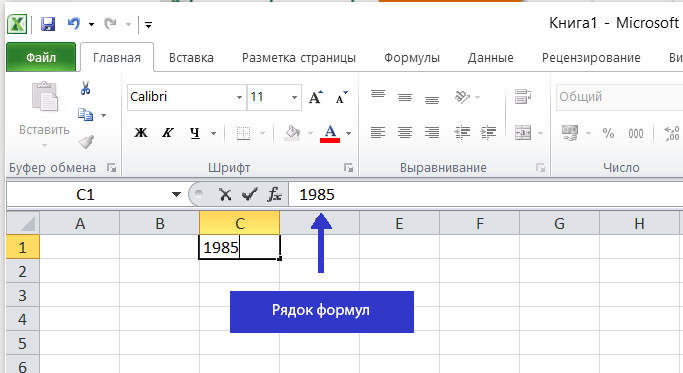 Книга1 - Microsoft
Файл Главная Вставка Разметка страницы Формулы Данные Рецензирование Ви
Вставить
Calibri 11 A A Общий
Ж К Ч A % 000
Буфер обмена Шрифт Выравнивание Число
C1 fx 1985
A B C D E F G H
1 1985
2
3
Рядок формул
4
5
6